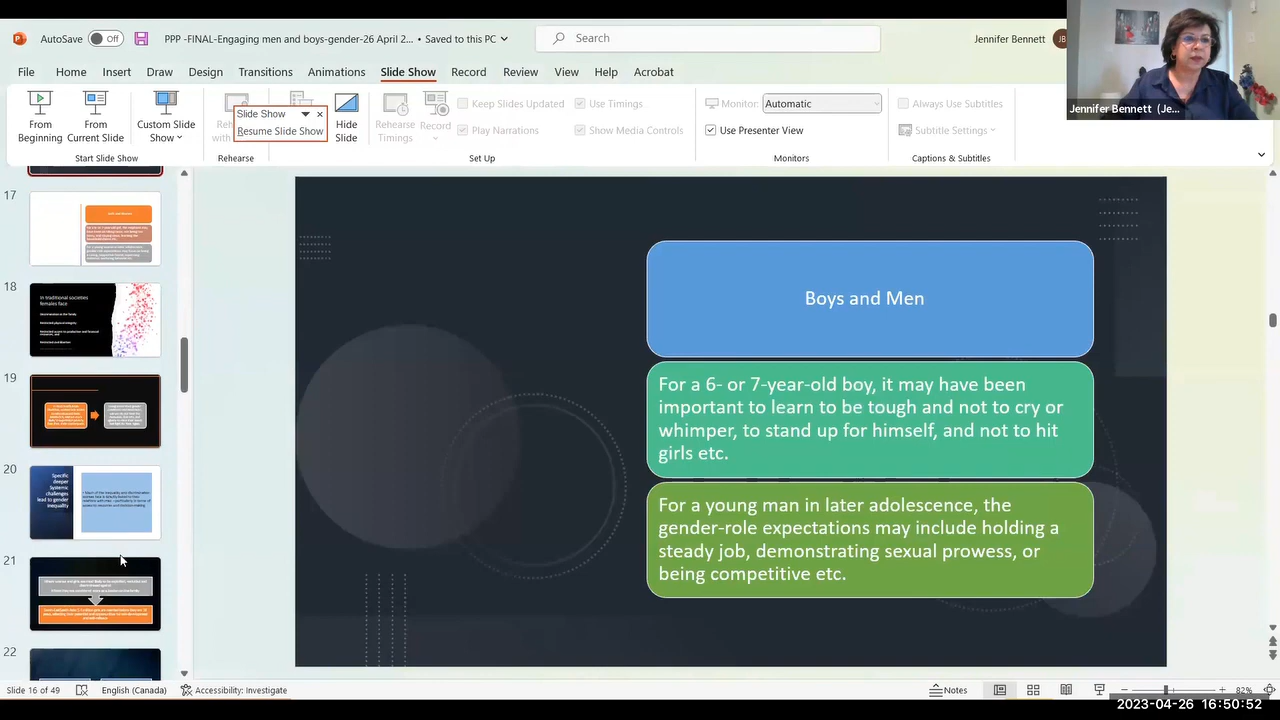 AutoSave Off PPP -FINAL-Engaging men and boys-gender-26 April 2... • Saved to this PC Search Jennifer Bennett JB
File Home Insert Draw Design Transitions Animations Slide Show Record Review View Help Acrobat
From Beginning
From Current Slide
Custom Slide Show
Slide Show
Resume Slide Show
Hide Slide
Rehearse Timings
Record
Keep Slides Updated
Play Narrations
Use Timings
Show Media Controls
Monitor: Automatic
Use Presenter View
Always Use Subtitles
Subtitle Settings
Start Slide Show Rehearse Set Up Monitors Captions & Subtitles
Jennifer Bennett (Je...
17
18
In traditional societies
females face
19
20
Specific
deeper
Systemic
challenges
lead to gender
inequality
21
22
Boys and Men
For a 6- or 7-year-old boy, it may have been
important to learn to be tough and not to cry or
whimper, to stand up for himself, and not to hit
girls etc.
For a young man in later adolescence, the
gender-role expectations may include holding a
steady job, demonstrating sexual prowess, or
being competitive etc.
Slide 16 of 49 English (Canada) Accessibility: Investigate Notes 82%
2023-04-26 16:50:52